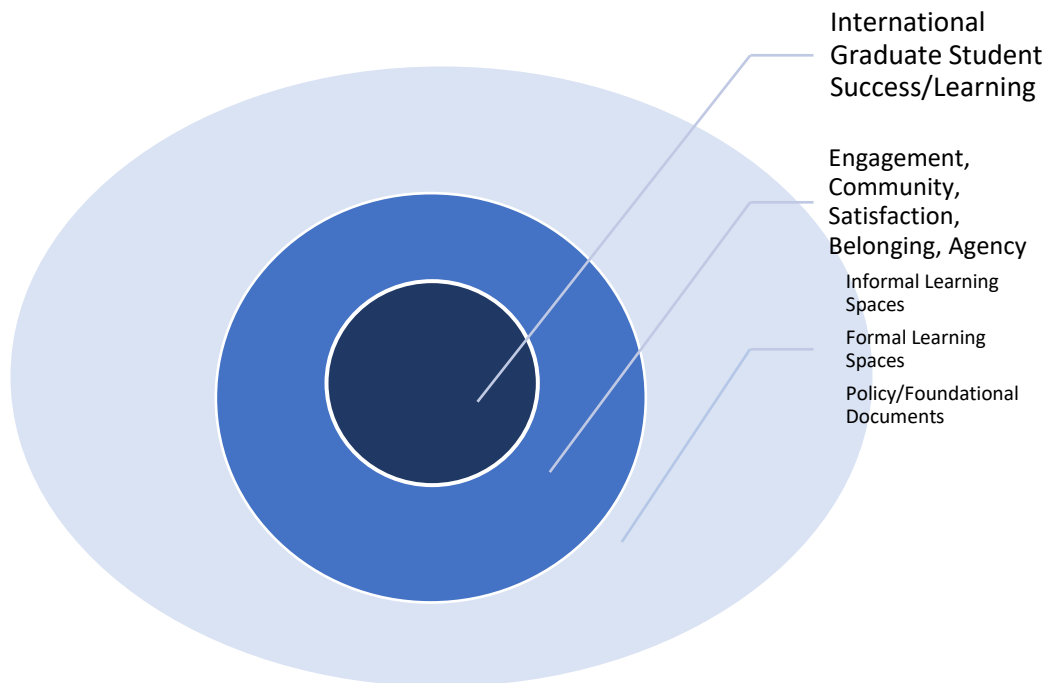 International
Graduate Student
Success/Learning
Engagement,
Community,
Satisfaction,
Belonging, Agency
Informal Learning
Spaces
Formal Learning
Spaces
Policy/Foundational
Documents